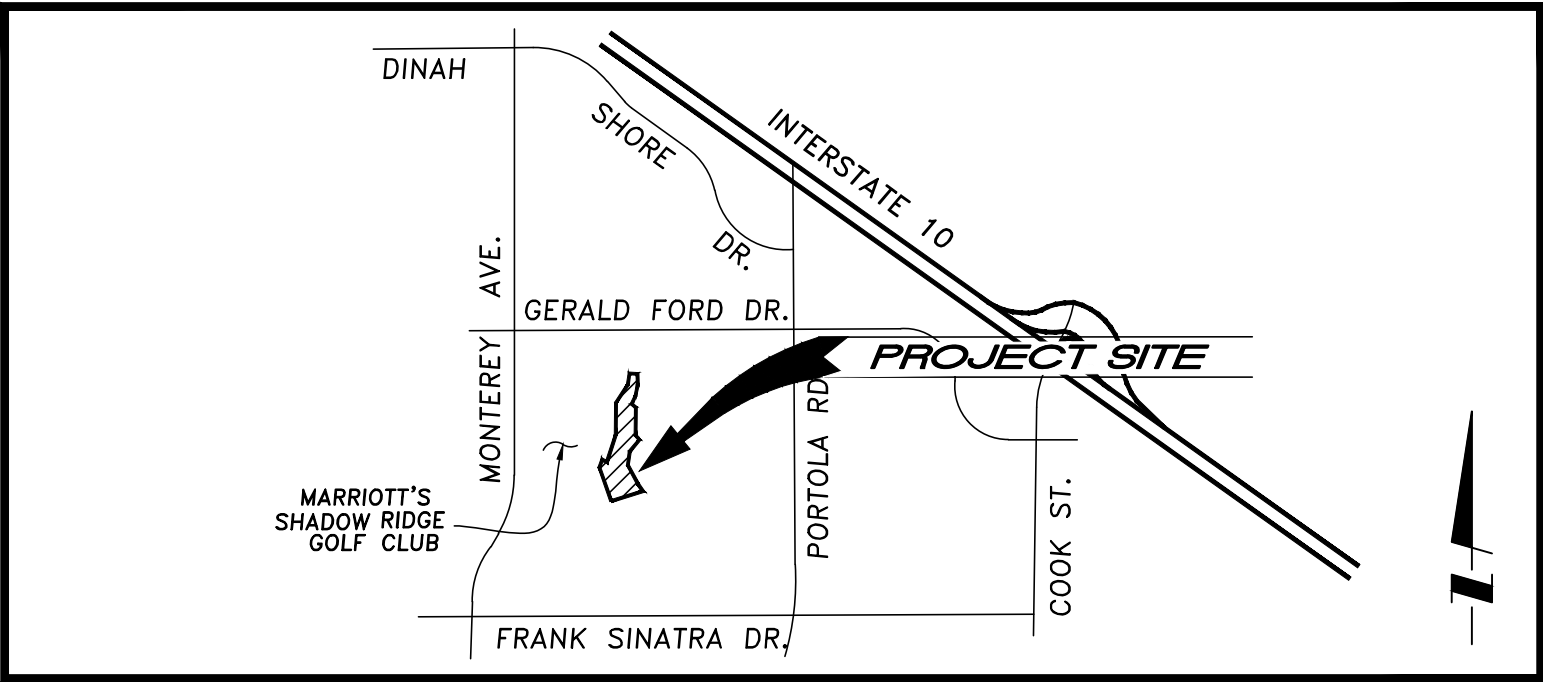 DINAH
SHORE
DR.
INTERSTATE 10
MONTEREY AVE.
GERALD FORD DR.
PROJECT SITE
PORTOLA RD.
MARRIOTT'S
SHADOW RIDGE
GOLF CLUB
COOK ST.
FRANK SINATRA DR.
N